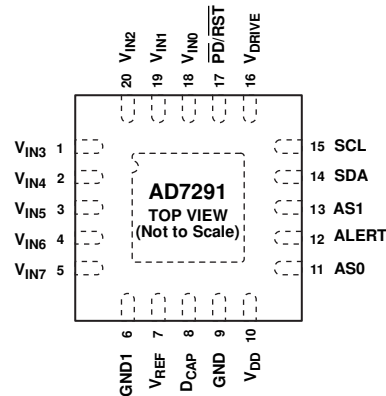 20 VIN2
19 VIN1
18 VIN0
17 PD/RST
16 VDRIVE
VIN3 1
VIN4 2
VIN5 3
VIN6 4
VIN7 5
AD7291
TOP VIEW
(Not to Scale)
15 SCL
14 SDA
13 AS1
12 ALERT
11 AS0
GND1 6
VREF 7
DCAP 8
GND 9
VDD 10